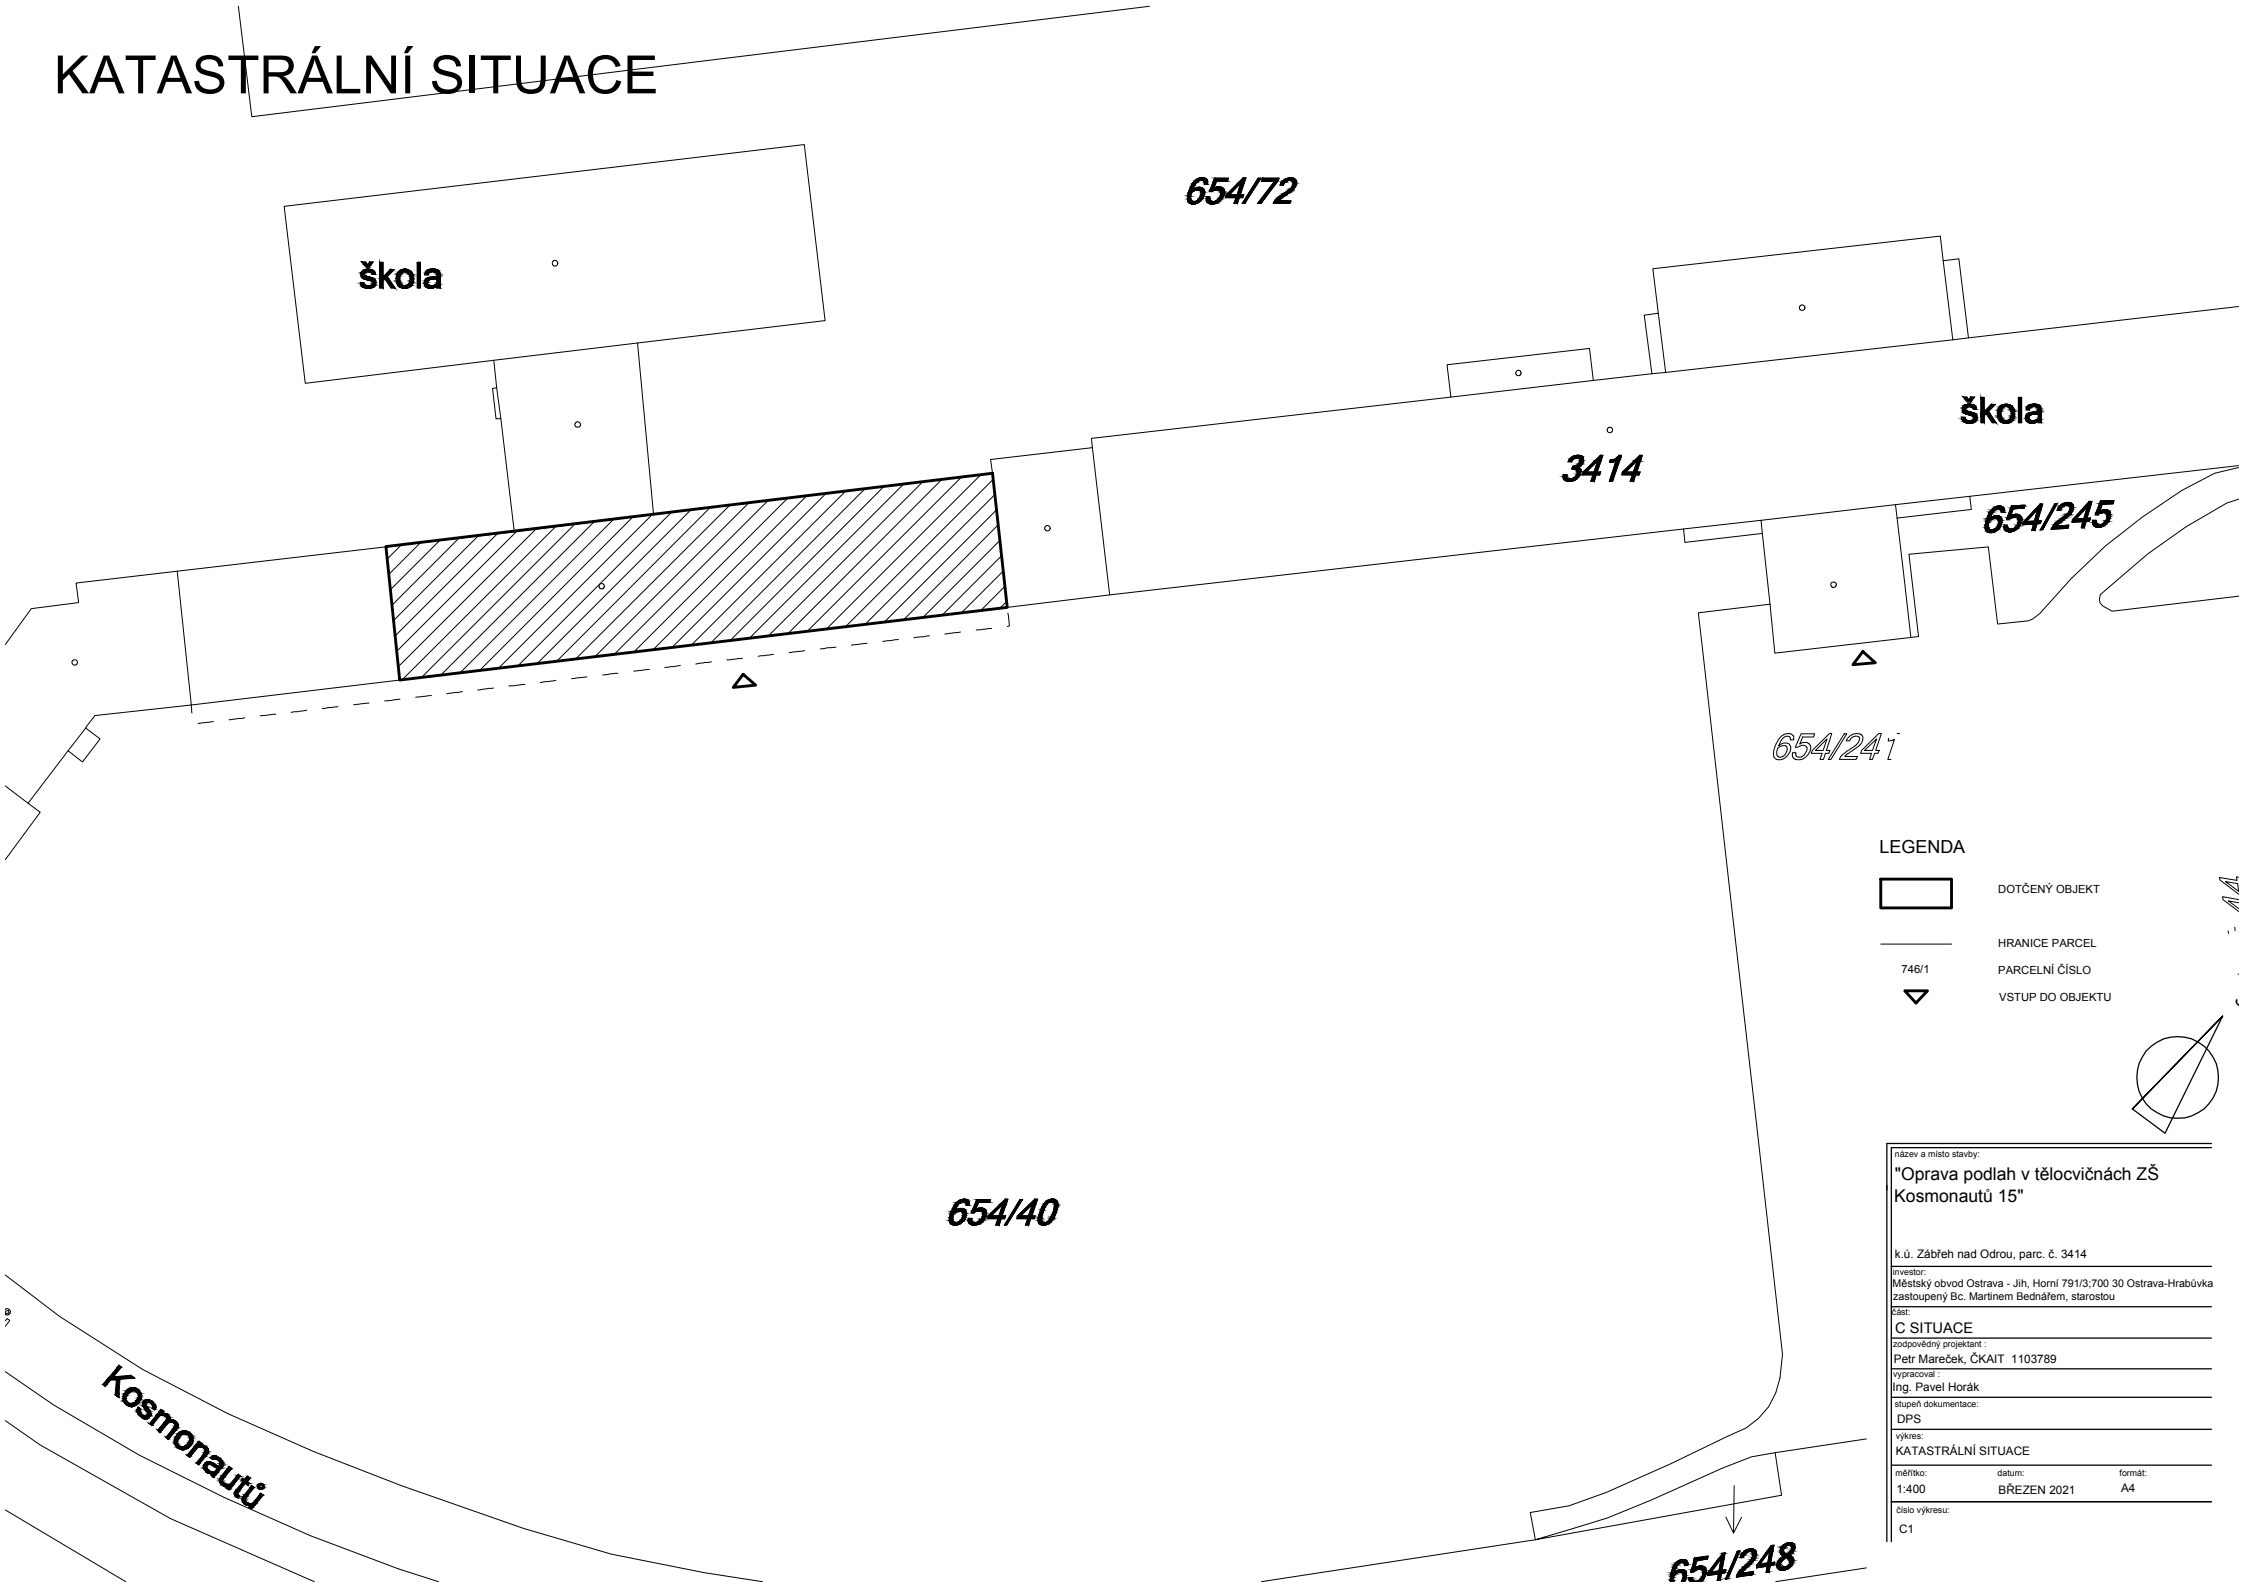 KATASTRÁLNÍ SITUACE
654/72
škola
škola
3414
654/245
654/241
LEGENDA
DOTČENÝ OBJEKT
HRANICE PARCEL
746/1 PARCELNÍ ČÍSLO
VSTUP DO OBJEKTU
654/40
Kosmonautů
654/248
název a místo stavby:
"Oprava podlah v tělocvičnách ZŠ
Kosmonautů 15"
k.ú. Zábřeh nad Odrou, parc. č. 3414
investor:
Městský obvod Ostrava - Jih, Horní 791/3;700 30 Ostrava-Hrabůvka
zastoupený Bc. Martinem Bednářem, starostou
část:
C SITUACE
zodpovědný projektant :
Petr Mareček, ČKAIT 1103789
vypracoval :
Ing. Pavel Horák
stupeň dokumentace:
DPS
výkres:
KATASTRÁLNÍ SITUACE
měřítko: datum: formát:
1:400 BŘEZEN 2021 A4
číslo výkresu:
C1